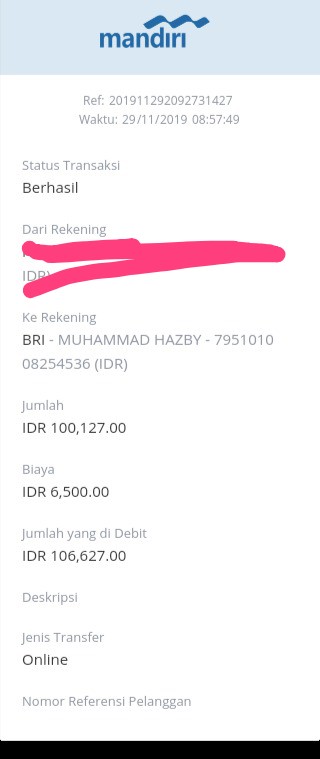 mandiri
Ref: 201911292092731427
Waktu: 29/11/2019 08:57:49
Status Transaksi
Berhasil
Dari Rekening
IDR)
Ke Rekening
BRI - MUHAMMAD HAZBY - 7951010
08254536 (IDR)
Jumlah
IDR 100,127.00
Biaya
IDR 6,500.00
Jumlah yang di Debit
IDR 106,627.00
Deskripsi
Jenis Transfer
Online
Nomor Referensi Pelanggan